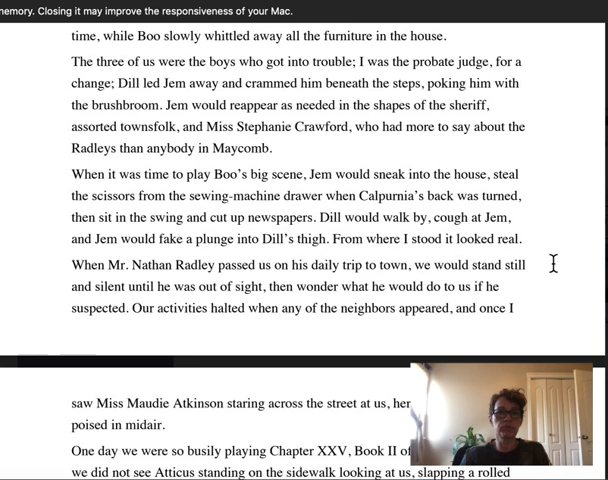 nemory. Closing it may improve the responsiveness of your Mac.
time, while Boo slowly whittled away all the furniture in the house.
The three of us were the boys who got into trouble; I was the probate judge, for a
change; Dill led Jem away and crammed him beneath the steps, poking him with
the brushbroom. Jem would reappear as needed in the shapes of the sheriff,
assorted townsfolk, and Miss Stephanie Crawford, who had more to say about the
Radleys than anybody in Maycomb.
When it was time to play Boo’s big scene, Jem would sneak into the house, steal
the scissors from the sewing-machine drawer when Calpurnia’s back was turned,
then sit in the swing and cut up newspapers. Dill would walk by, cough at Jem,
and Jem would fake a plunge into Dill’s thigh. From where I stood it looked real.
When Mr. Nathan Radley passed us on his daily trip to town, we would stand still
and silent until he was out of sight, then wonder what he would do to us if he
suspected. Our activities halted when any of the neighbors appeared, and once I
saw Miss Maudie Atkinson staring across the street at us, her
poised in midair.
One day we were so busily playing Chapter XXV, Book II of
we did not see Atticus standing on the sidewalk looking at us, slapping a rolled